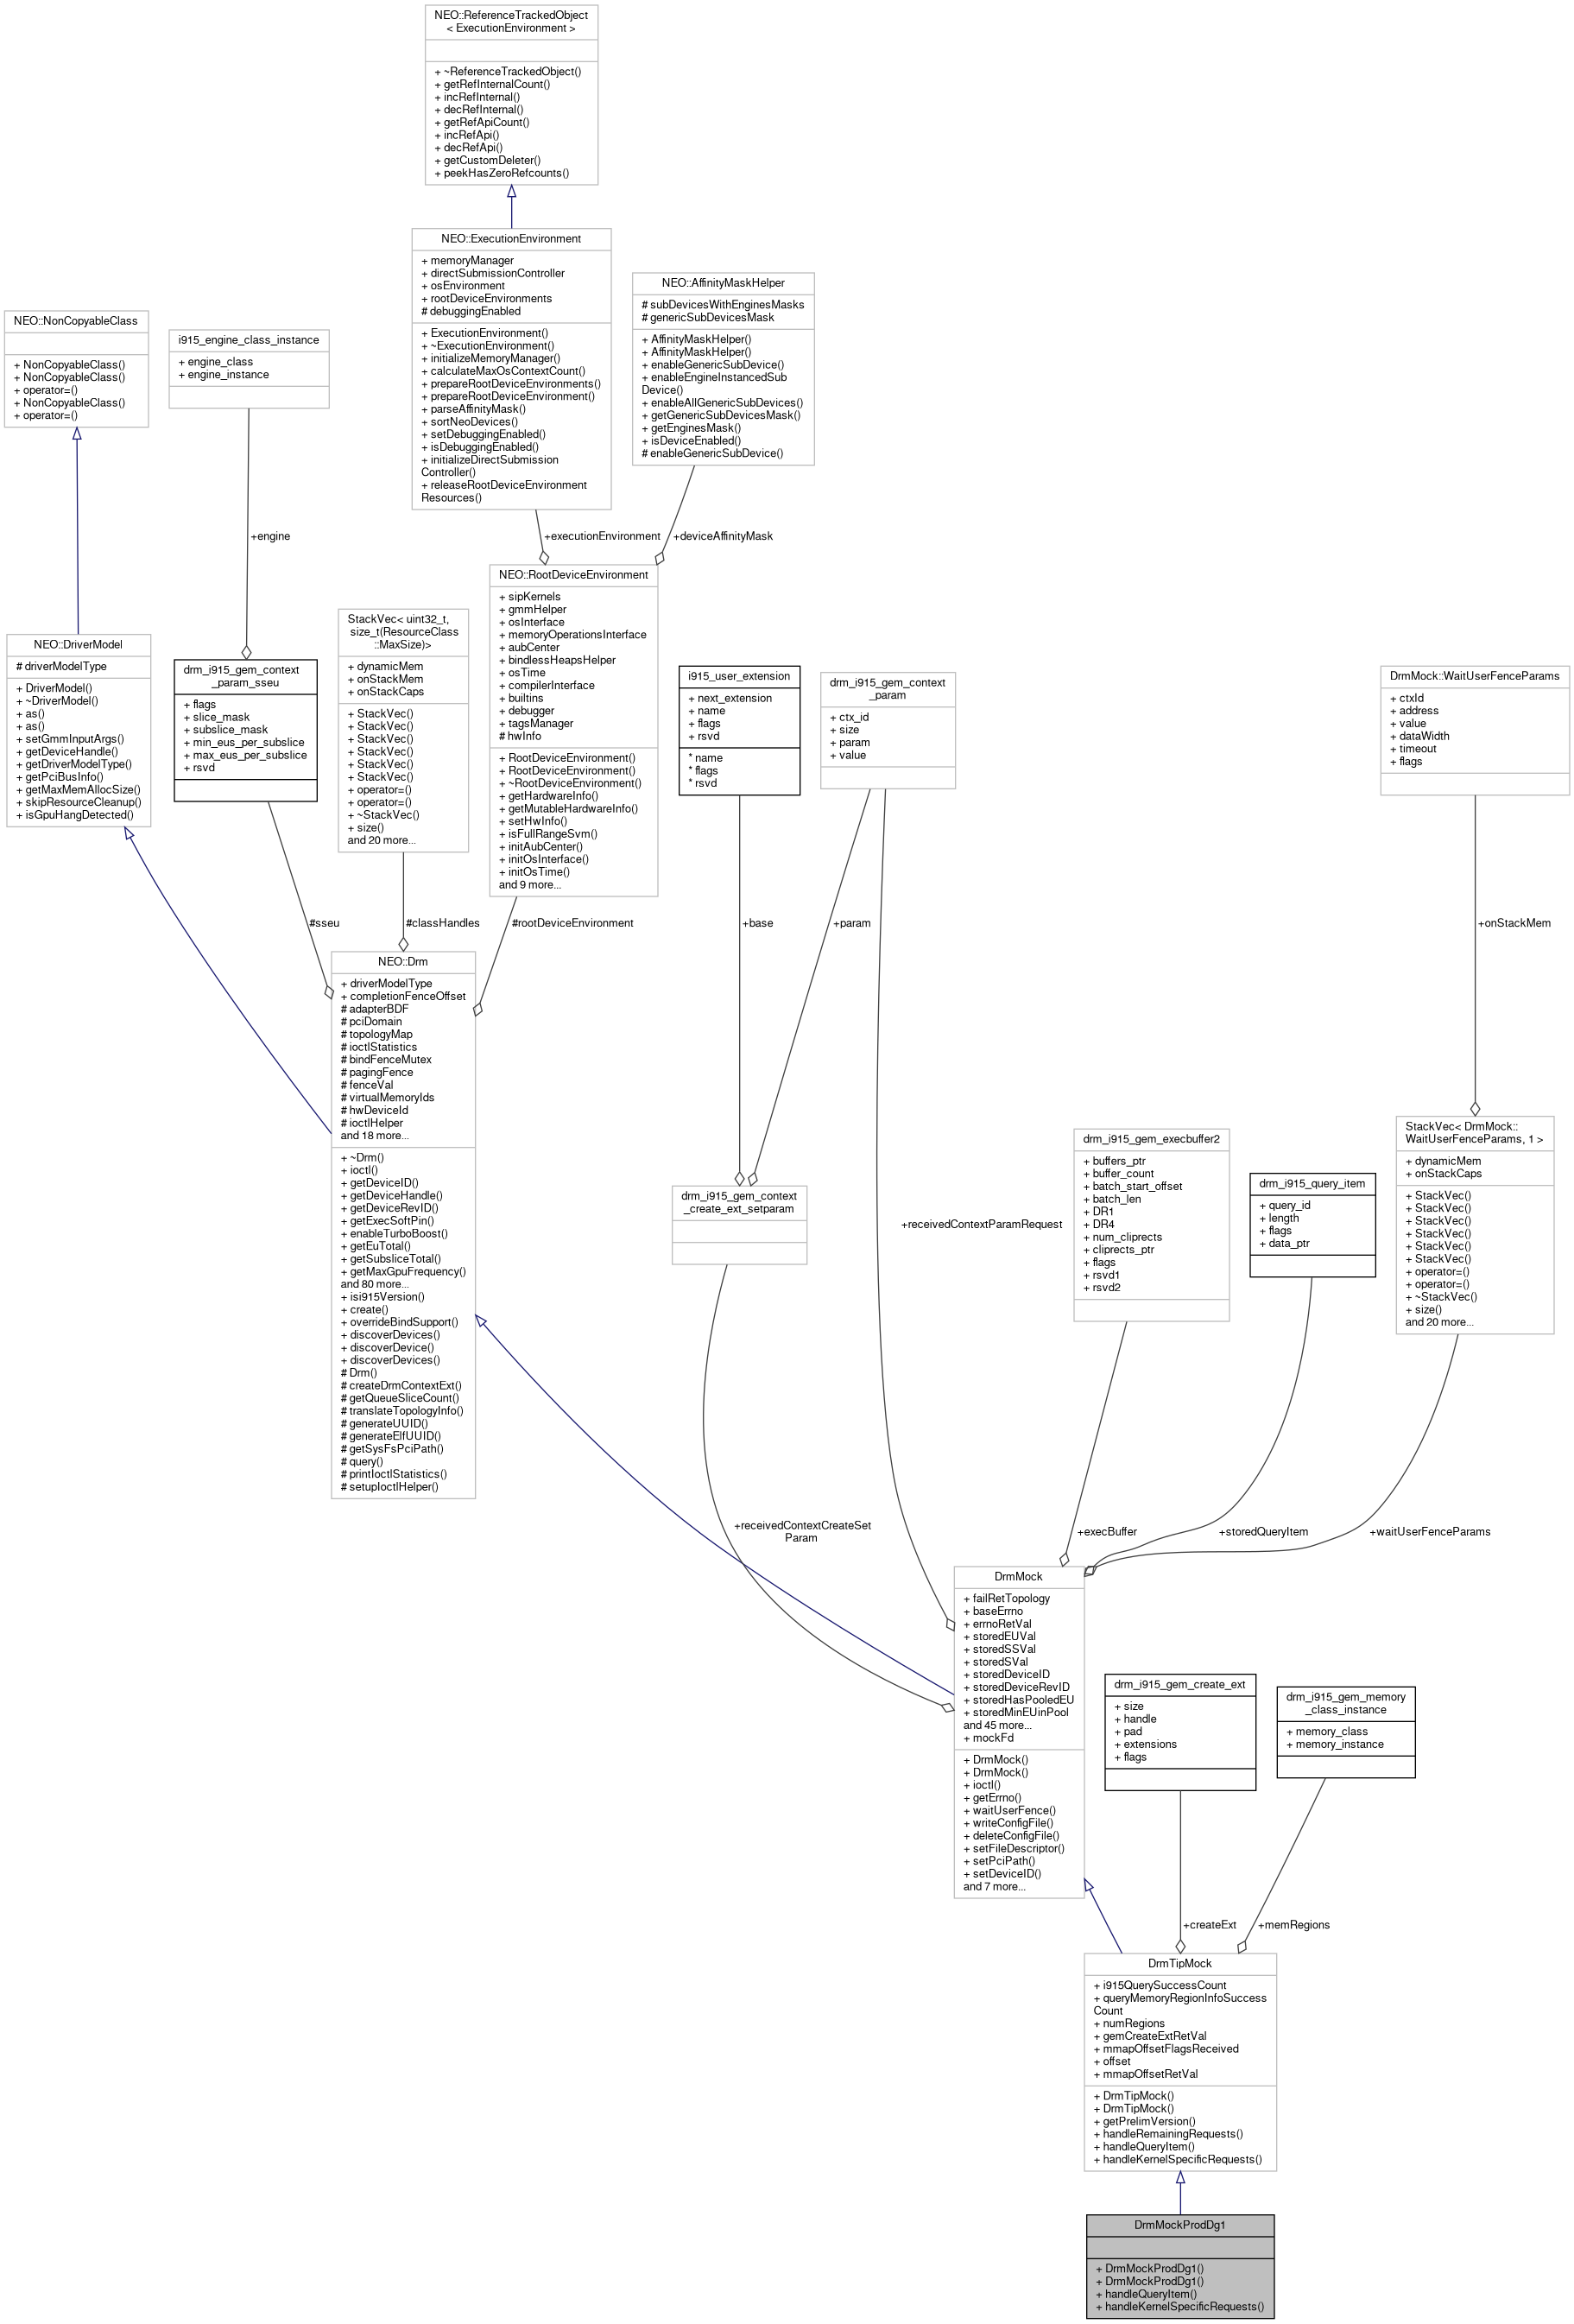 NEO::ReferenceTrackedObject
< ExecutionEnvironment >
+ ~ReferenceTrackedObject()
+ getRefInternalCount()
+ incRefInternal()
+ decRefInternal()
+ getRefApiCount()
+ incRefApi()
+ decRefApi()
+ getCustomDeleter()
+ peekHasZeroRefcounts()
NEO::ExecutionEnvironment
+ memoryManager
+ directSubmissionController
+ osEnvironment
+ rootDeviceEnvironments
# debuggingEnabled
+ ExecutionEnvironment()
+ ~ExecutionEnvironment()
+ initializeMemoryManager()
+ calculateMaxOsContextCount()
+ prepareRootDeviceEnvironments()
+ prepareRootDeviceEnvironment()
+ parseAffinityMask()
+ sortNeoDevices()
+ setDebuggingEnabled()
+ isDebuggingEnabled()
+ initializeDirectSubmission
Controller()
+ releaseRootDeviceEnvironment
Resources()
NEO::AffinityMaskHelper
# subDevicesWithEnginesMasks
# genericSubDevicesMask
+ AffinityMaskHelper()
+ AffinityMaskHelper()
+ enableGenericSubDevice()
+ enableEngineInstancedSub
Device()
+ enableAllGenericSubDevices()
+ getGenericSubDevicesMask()
+ getEnginesMask()
+ isDeviceEnabled()
# enableGenericSubDevice()
NEO::NonCopyableClass
+ NonCopyableClass()
+ NonCopyableClass()
+ operator=()
+ NonCopyableClass()
+ operator=()
i915_engine_class_instance
+ engine_class
+ engine_instance
+engine
+executionEnvironment
+deviceAffinityMask
NEO::DriverModel
# driverModelType
+ DriverModel()
+ ~DriverModel()
+ as()
+ as()
+ setGmmInputArgs()
+ getDeviceHandle()
+ getDriverModelType()
+ getPciBusInfo()
+ getMaxMemAllocSize()
+ skipResourceCleanup()
+ isGpuHangDetected()
drm_i915_gem_context
_param_sseu
+ flags
+ slice_mask
+ subslice_mask
+ min_eus_per_subslice
+ max_eus_per_subslice
+ rsvd
StackVec< uint32_t,
size_t(ResourceClass
::MaxSize)>
+ dynamicMem
+ onStackMem
+ onStackCaps
+ StackVec()
+ StackVec()
+ StackVec()
+ StackVec()
+ StackVec()
+ StackVec()
+ operator=()
+ operator=()
+ ~StackVec()
+ size()
and 20 more...
NEO::RootDeviceEnvironment
+ sipKernels
+ gmmHelper
+ osInterface
+ memoryOperationsInterface
+ aubCenter
+ bindlessHeapsHelper
+ osTime
+ compilerInterface
+ builtins
+ debugger
+ tagsManager
# hwInfo
+ RootDeviceEnvironment()
+ RootDeviceEnvironment()
+ ~RootDeviceEnvironment()
+ getHardwareInfo()
+ getMutableHardwareInfo()
+ setHwInfo()
+ isFullRangeSvm()
+ initAubCenter()
+ initOsInterface()
+ initOsTime()
and 9 more...
i915_user_extension
+ next_extension
+ name
+ flags
+ rsvd
* name
* flags
* rsvd
drm_i915_gem_context
_param
+ ctx_id
+ size
+ param
+ value
DrmMock::WaitUserFenceParams
+ ctxId
+ address
+ value
+ dataWidth
+ timeout
+ flags
#sseu
#classHandles
#rootDeviceEnvironment
+base
+param
+onStackMem
NEO::Drm
+ driverModelType
+ completionFenceOffset
# adapterBDF
# pciDomain
# topologyMap
# ioctlStatistics
# bindFenceMutex
# pagingFence
# fenceVal
# virtualMemoryIds
# hwDeviceId
# ioctlHelper
and 18 more...
+ ~Drm()
+ ioctl()
+ getDeviceID()
+ getDeviceHandle()
+ getDeviceRevID()
+ getExecSoftPin()
+ enableTurboBoost()
+ getEuTotal()
+ getSubsliceTotal()
+ getMaxGpuFrequency()
and 80 more...
+ isi915Version()
+ create()
+ overrideBindSupport()
+ discoverDevices()
+ discoverDevice()
+ discoverDevices()
# Drm()
# createDrmContextExt()
# getQueueSliceCount()
# translateTopologyInfo()
# generateUUID()
# generateElfUUID()
# getSysFsPciPath()
# query()
# printIoctlStatistics()
# setupIoctlHelper()
drm_i915_gem_context
_create_ext_setparam
+receivedContextParamRequest
drm_i915_gem_execbuffer2
+ buffers_ptr
+ buffer_count
+ batch_start_offset
+ batch_len
+ DR1
+ DR4
+ num_cliprects
+ cliprects_ptr
+ flags
+ rsvd1
+ rsvd2
drm_i915_query_item
+ query_id
+ length
+ flags
+ data_ptr
StackVec< DrmMock::
WaitUserFenceParams, 1 >
+ dynamicMem
+ onStackCaps
+ StackVec()
+ StackVec()
+ StackVec()
+ StackVec()
+ StackVec()
+ StackVec()
+ operator=()
+ operator=()
+ ~StackVec()
+ size()
and 20 more...
+receivedContextCreateSet
Param
+execBuffer
+storedQueryItem
+waitUserFenceParams
DrmMock
+ failRetTopology
+ baseErrno
+ errnoRetVal
+ storedEUVal
+ storedSSVal
+ storedSVal
+ storedDeviceID
+ storedDeviceRevID
+ storedHasPooledEU
+ storedMinEUinPool
and 45 more...
+ mockFd
+ DrmMock()
+ DrmMock()
+ ioctl()
+ getErrno()
+ waitUserFence()
+ writeConfigFile()
+ deleteConfigFile()
+ setFileDescriptor()
+ setPciPath()
+ setDeviceID()
and 7 more...
drm_i915_gem_create_ext
+ size
+ handle
+ pad
+ extensions
+ flags
drm_i915_gem_memory
_class_instance
+ memory_class
+ memory_instance
+createExt
+memRegions
DrmTipMock
+ i915QuerySuccessCount
+ queryMemoryRegionInfoSuccess
Count
+ numRegions
+ gemCreateExtRetVal
+ mmapOffsetFlagsReceived
+ offset
+ mmapOffsetRetVal
+ DrmTipMock()
+ DrmTipMock()
+ getPrelimVersion()
+ handleRemainingRequests()
+ handleQueryItem()
+ handleKernelSpecificRequests()
DrmMockProdDg1
+ DrmMockProdDg1()
+ DrmMockProdDg1()
+ handleQueryItem()
+ handleKernelSpecificRequests()